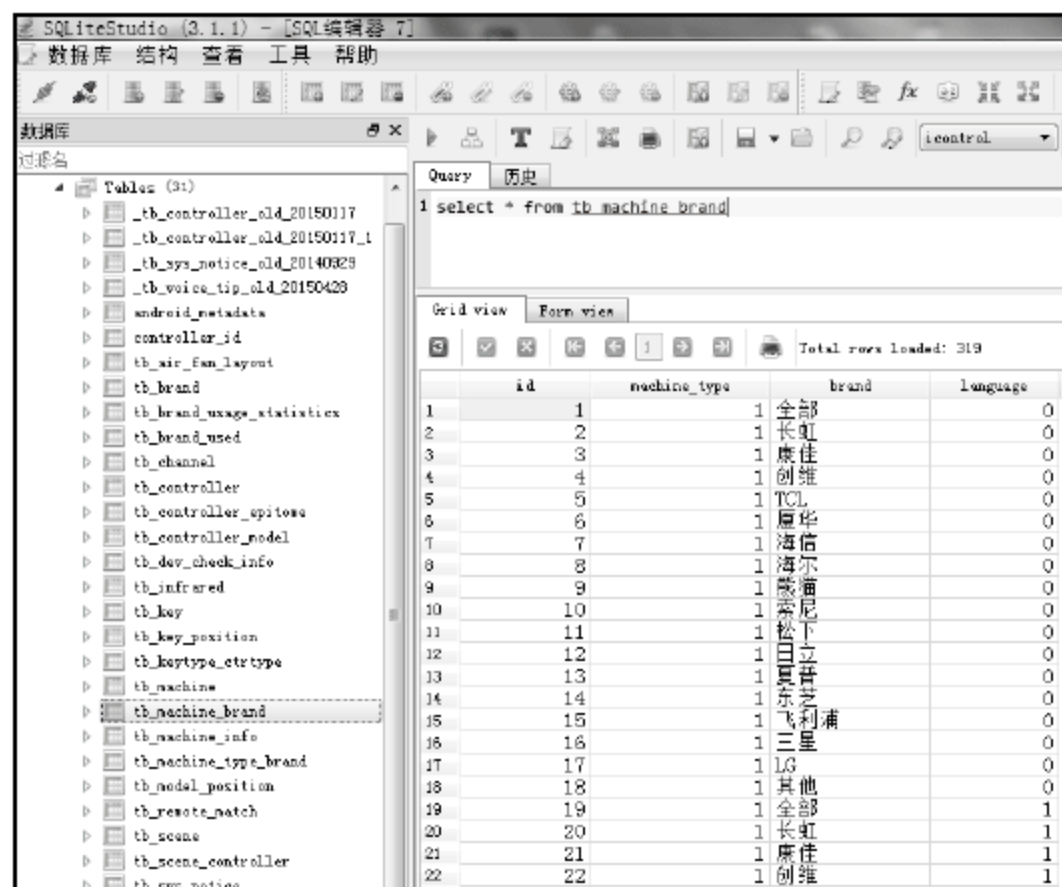 SQLiteStudio (3.1.1) - [SQL编辑器 7]
数据库 结构 查看 工具 帮助
数据库
过滤名
icontrol
Tables (31)
_tb_controller_old_20150117
_tb_controller_old_20150117_1
_tb_sys_notice_old_20140929
_tb_voice_tip_old_20150428
android_metadata
controller_id
tb_air_fan_layout
tb_brand
tb_brand_usage_statistics
tb_brand_used
tb_channel
tb_controller
tb_controller_epitome
tb_controller_model
tb_dev_check_info
tb_infrared
tb_key
tb_key_position
tb_keytype_ctrtype
tb_machine
tb_machine_brand
tb_machine_info
tb_machine_type_brand
tb_model_position
tb_remote_match
tb_scene
tb_scene_controller
tb_sys_notice
Query 历史
1 select * from tb_machine_brand
Grid view Form view
1 Total rows loaded: 319
id machine_type brand language
1 1 1 全部 0
2 2 1 长虹 0
3 3 1 康佳 0
4 4 1 创维 0
5 5 1 TCL 0
6 6 1 厦华 0
7 7 1 海信 0
8 8 1 海尔 0
9 9 1 熊猫 0
10 10 1 索尼 0
11 11 1 松下 0
12 12 1 日立 0
13 13 1 夏普 0
14 14 1 东芝 0
15 15 1 飞利浦 0
16 16 1 三星 0
17 17 1 LG 0
18 18 1 其他 0
19 19 1 全部 1
20 20 1 长虹 1
21 21 1 康佳 1
22 22 1 创维 1